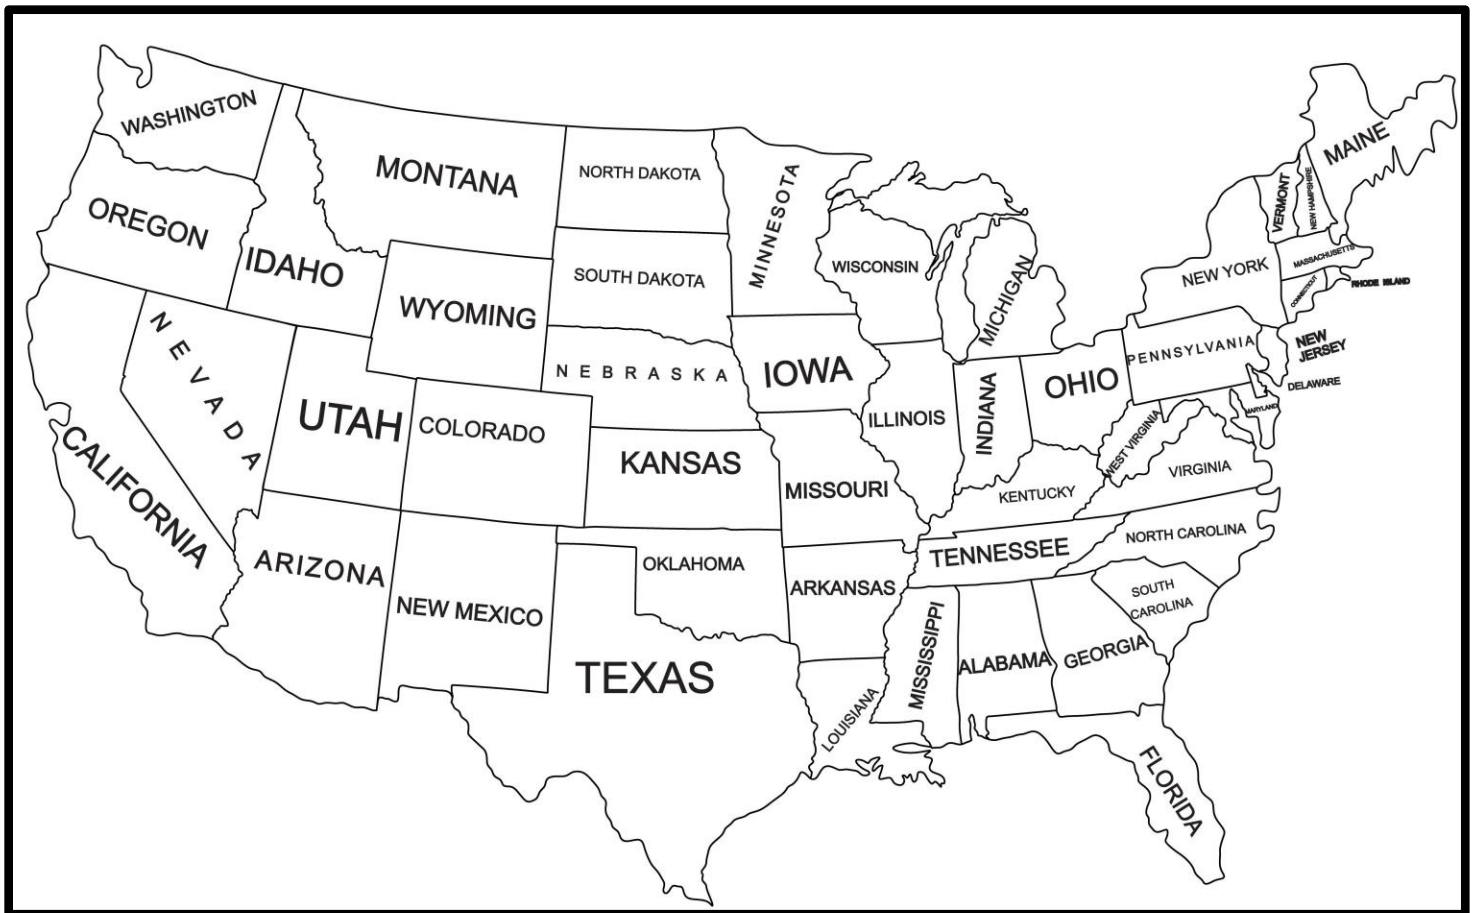 WASHINGTON
OREGON
IDAHO
MONTANA
NORTH DAKOTA
MINNESOTA
SOUTH DAKOTA
WYOMING
WISCONSIN
MICHIGAN
NEW YORK
VERMONT
NEW HAMPSHIRE
MAINE
MASSACHUSETTS
CONNECTICUT
RHODE ISLAND
NEVADA
UTAH
COLORADO
NEBRASKA
IOWA
ILLINOIS
INDIANA
OHIO
PENNSYLVANIA
NEW
JERSEY
DELAWARE
MARYLAND
CALIFORNIA
KANSAS
MISSOURI
KENTUCKY
WEST VIRGINIA
VIRGINIA
ARIZONA
NEW MEXICO
OKLAHOMA
ARKANSAS
TENNESSEE
NORTH CAROLINA
SOUTH
CAROLINA
TEXAS
LOUISIANA
MISSISSIPPI
ALABAMA
GEORGIA
FLORIDA